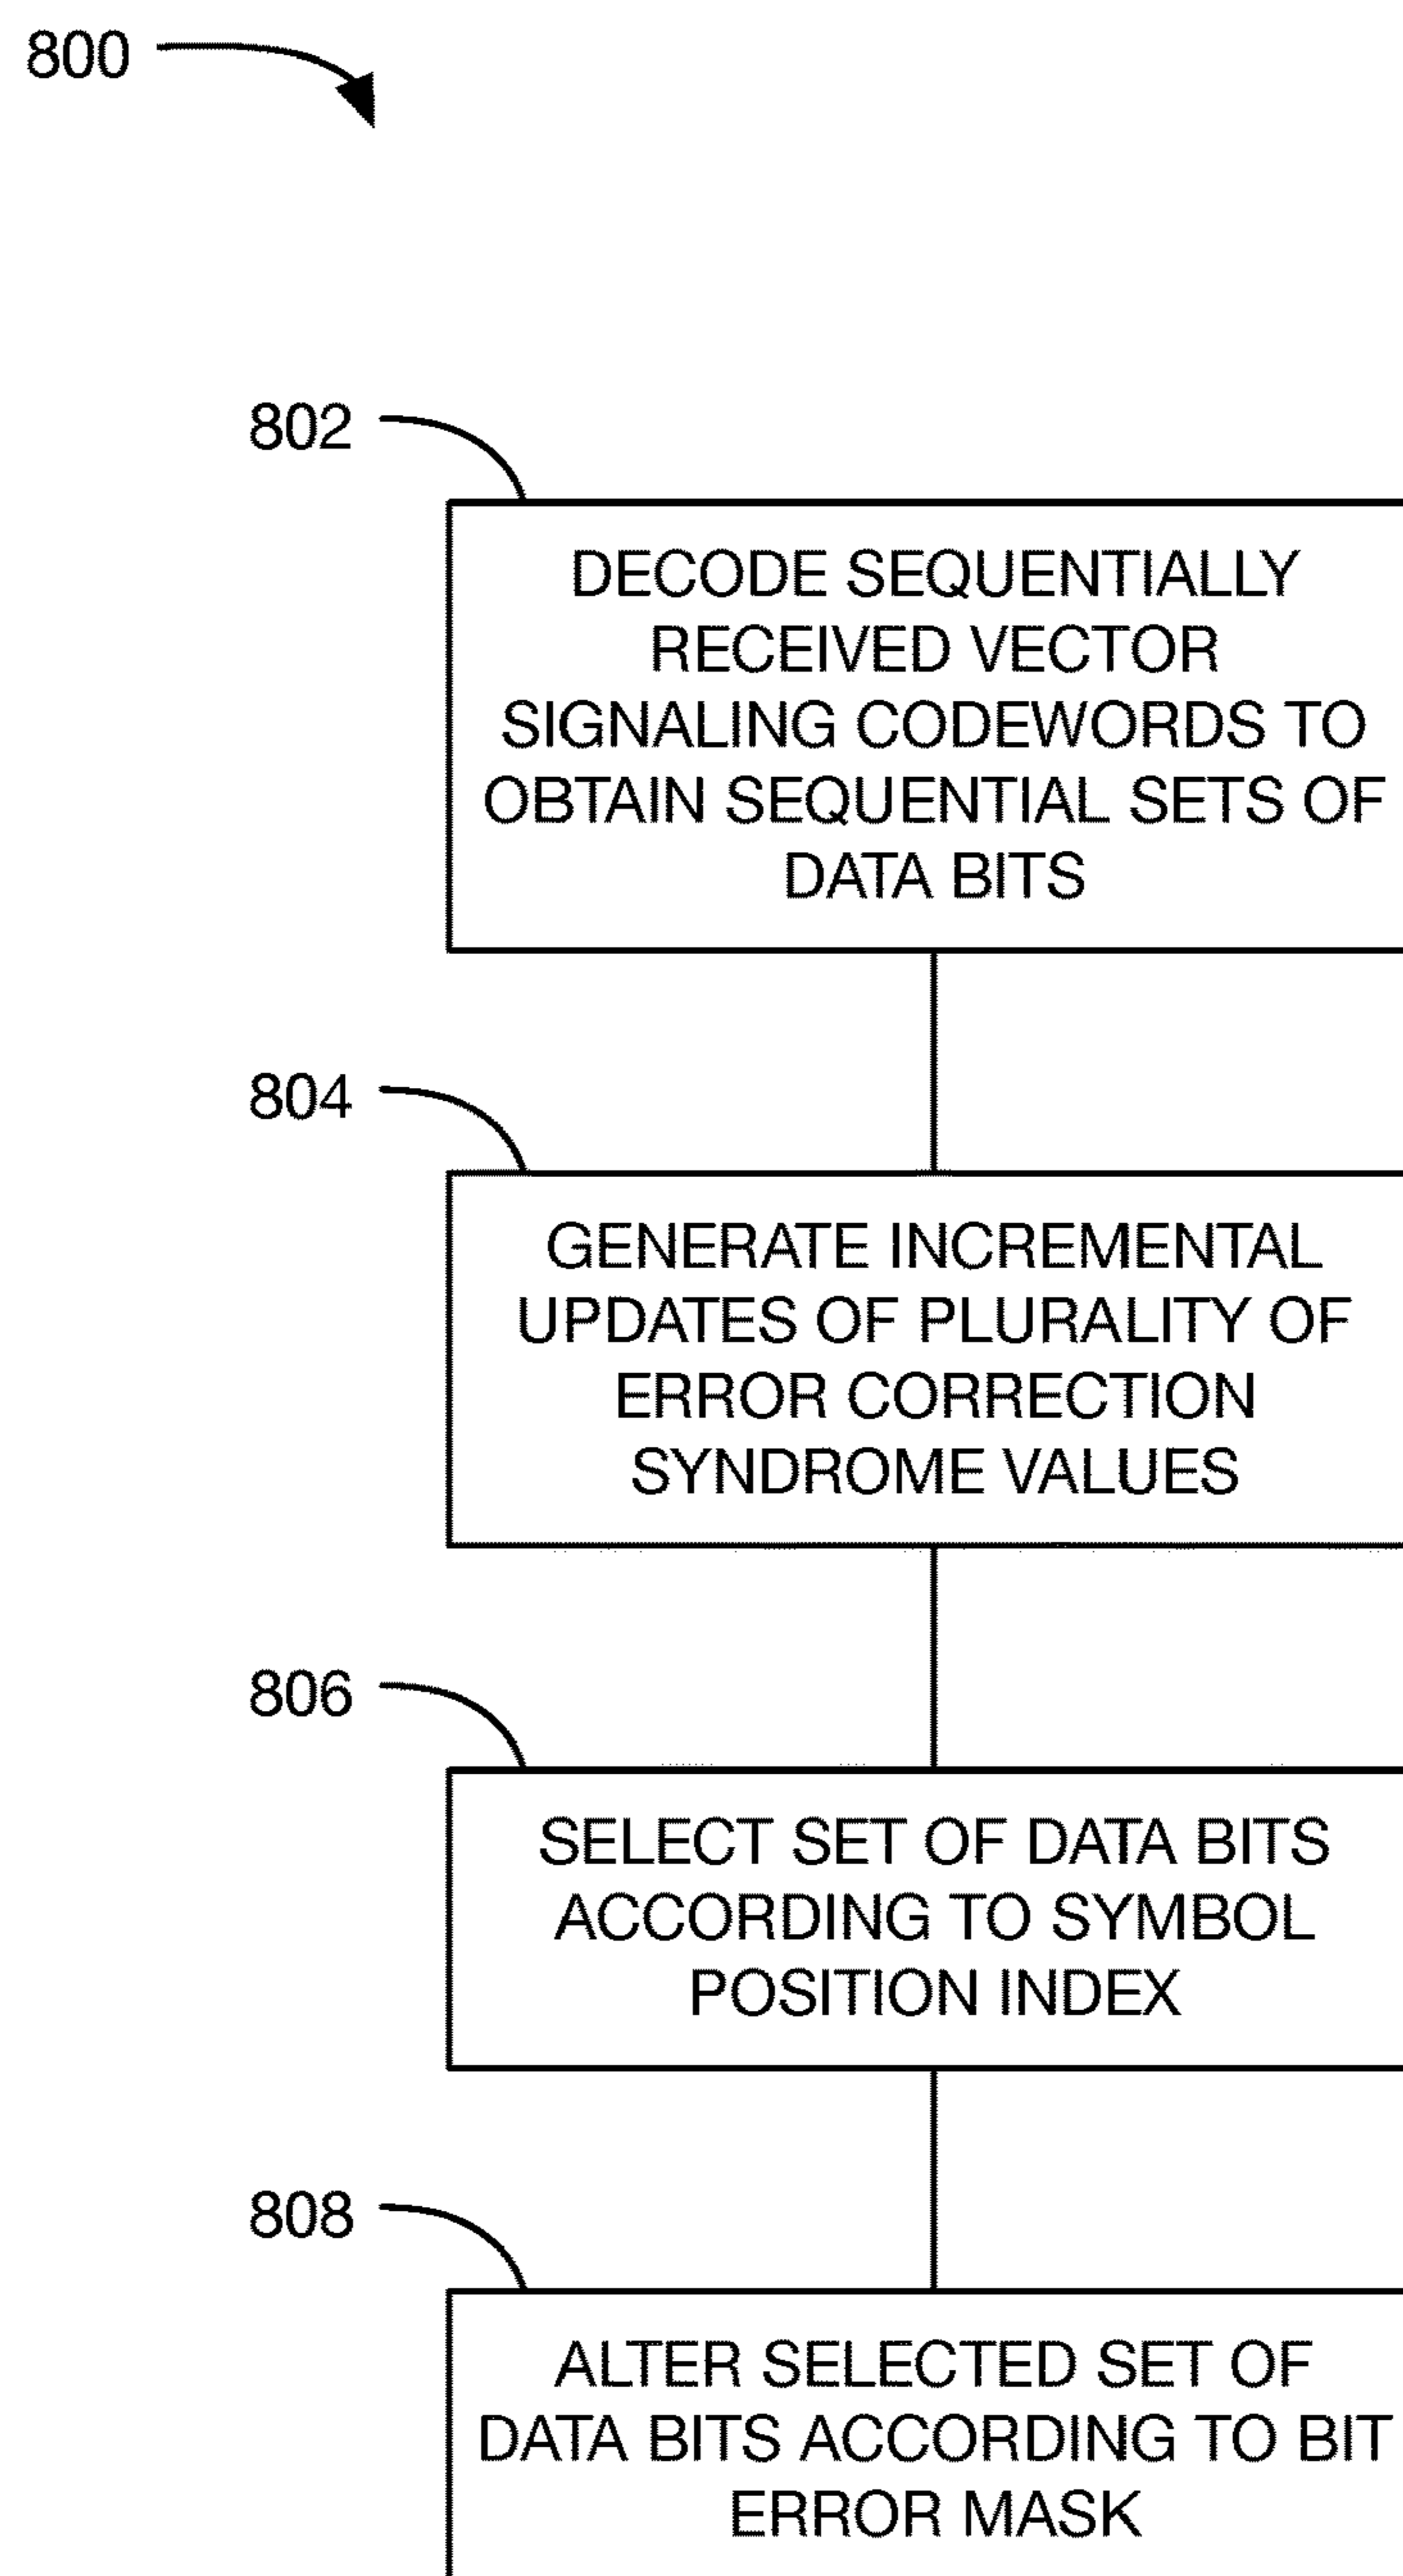 800
802
DECODE SEQUENTIALLY
RECEIVED VECTOR
SIGNALING CODEWORDS TO
OBTAIN SEQUENTIAL SETS OF
DATA BITS
804
GENERATE INCREMENTAL
UPDATES OF PLURALITY OF
ERROR CORRECTION
SYNDROME VALUES
806
SELECT SET OF DATA BITS
ACCORDING TO SYMBOL
POSITION INDEX
808
ALTER SELECTED SET OF
DATA BITS ACCORDING TO BIT
ERROR MASK